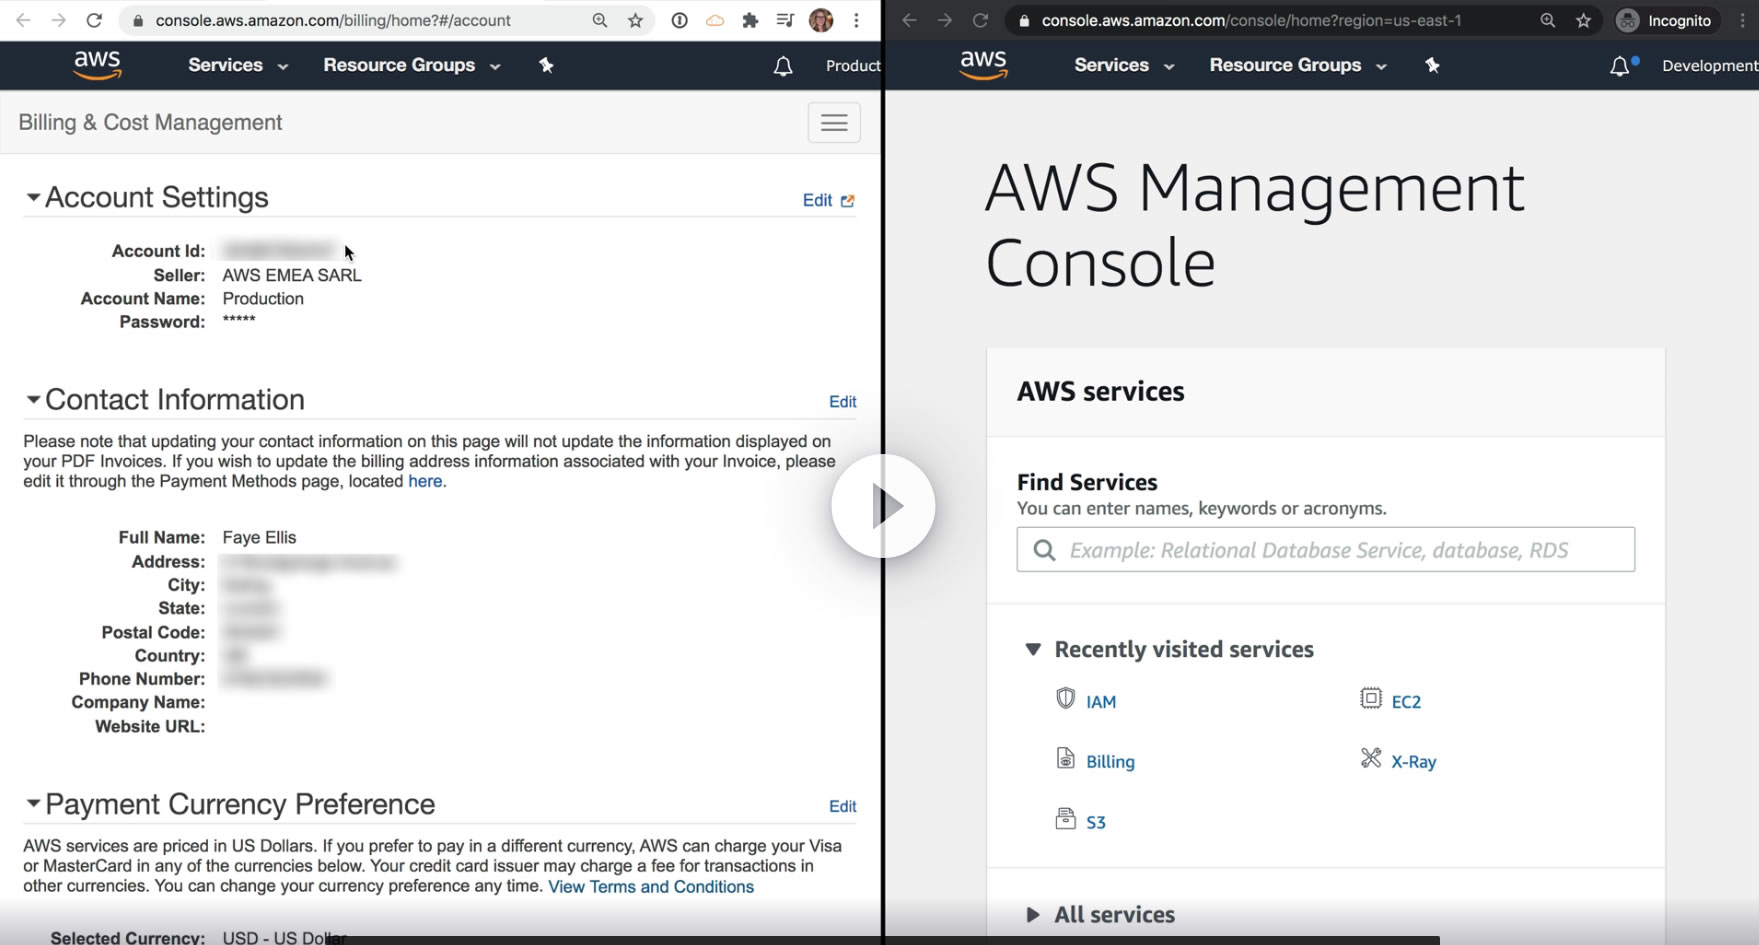 console.aws.amazon.com/billing/home?#/account
aws
Services
Resource Groups
Product
Billing & Cost Management
Account Settings
Edit
Account Id:
Seller: AWS EMEA SARL
Account Name: Production
Password: *****
Contact Information
Edit
Please note that updating your contact information on this page will not update the information displayed on
your PDF Invoices. If you wish to update the billing address information associated with your Invoice, please
edit it through the Payment Methods page, located here.
Full Name: Faye Ellis
Address:
City:
State:
Postal Code:
Country:
Phone Number:
Company Name:
Website URL:
Payment Currency Preference
Edit
AWS services are priced in US Dollars. If you prefer to pay in a different currency, AWS can charge your Visa
or MasterCard in any of the currencies below. Your credit card issuer may charge a fee for transactions in
other currencies. You can change your currency preference any time. View Terms and Conditions
Selected Currency: USD - US Dollar
console.aws.amazon.com/console/home?region=us-east-1
Incognito
aws
Services
Resource Groups
Development
AWS Management
Console
AWS services
Find Services
You can enter names, keywords or acronyms.
Example: Relational Database Service, database, RDS
Recently visited services
IAM
EC2
Billing
X-Ray
S3
All services